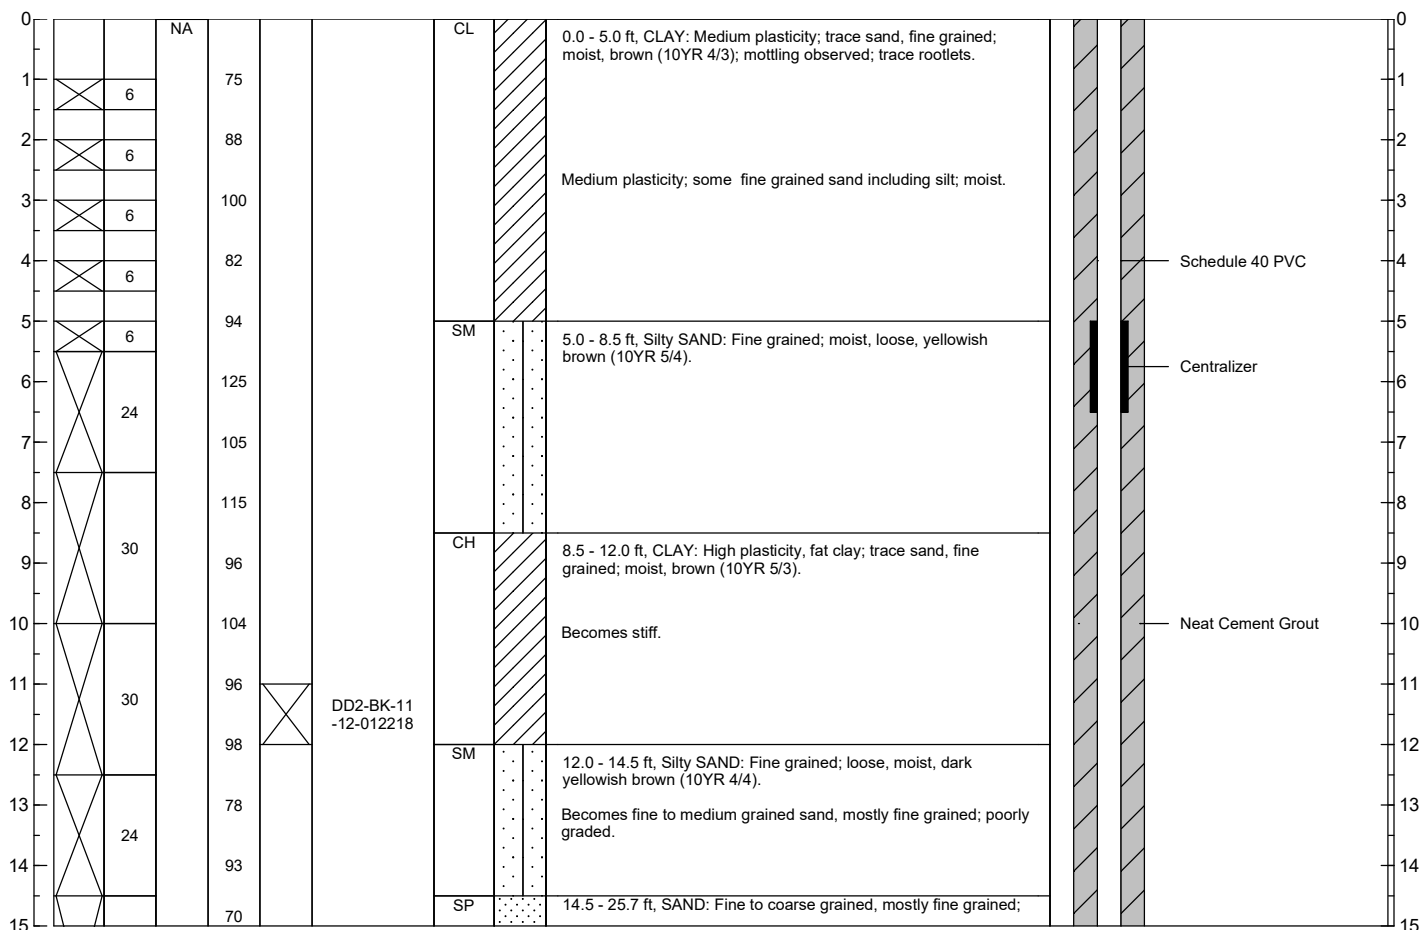 0 NA CL 0.0 - 5.0 ft, CLAY: Medium plasticity; trace sand, fine grained; 0
moist, brown (10YR 4/3); mottling observed; trace rootlets.
1 6 75 1
2 6 88 2
Medium plasticity; some fine grained sand including silt; moist.
3 6 100 3
4 6 82 Schedule 40 PVC 4
5 6 94 SM 5.0 - 8.5 ft, Silty SAND: Fine grained; moist, loose, yellowish 5
brown (10YR 5/4).
Centralizer
6 125 6
24
7 105 7
8 115 8
30 CH 8.5 - 12.0 ft, CLAY: High plasticity, fat clay; trace sand, fine
9 96 grained; moist, brown (10YR 5/3). 9
10 104 Becomes stiff. Neat Cement Grout 10
11 96 11
30 DD2-BK-11
-12-012218
12 98 SM 12.0 - 14.5 ft, Silty SAND: Fine grained; loose, moist, dark 12
yellowish brown (10YR 4/4).
13 78 Becomes fine to medium grained sand, mostly fine grained; poorly 13
24 graded.
14 93 14
SP 14.5 - 25.7 ft, SAND: Fine to coarse grained, mostly fine grained;
15 70 15